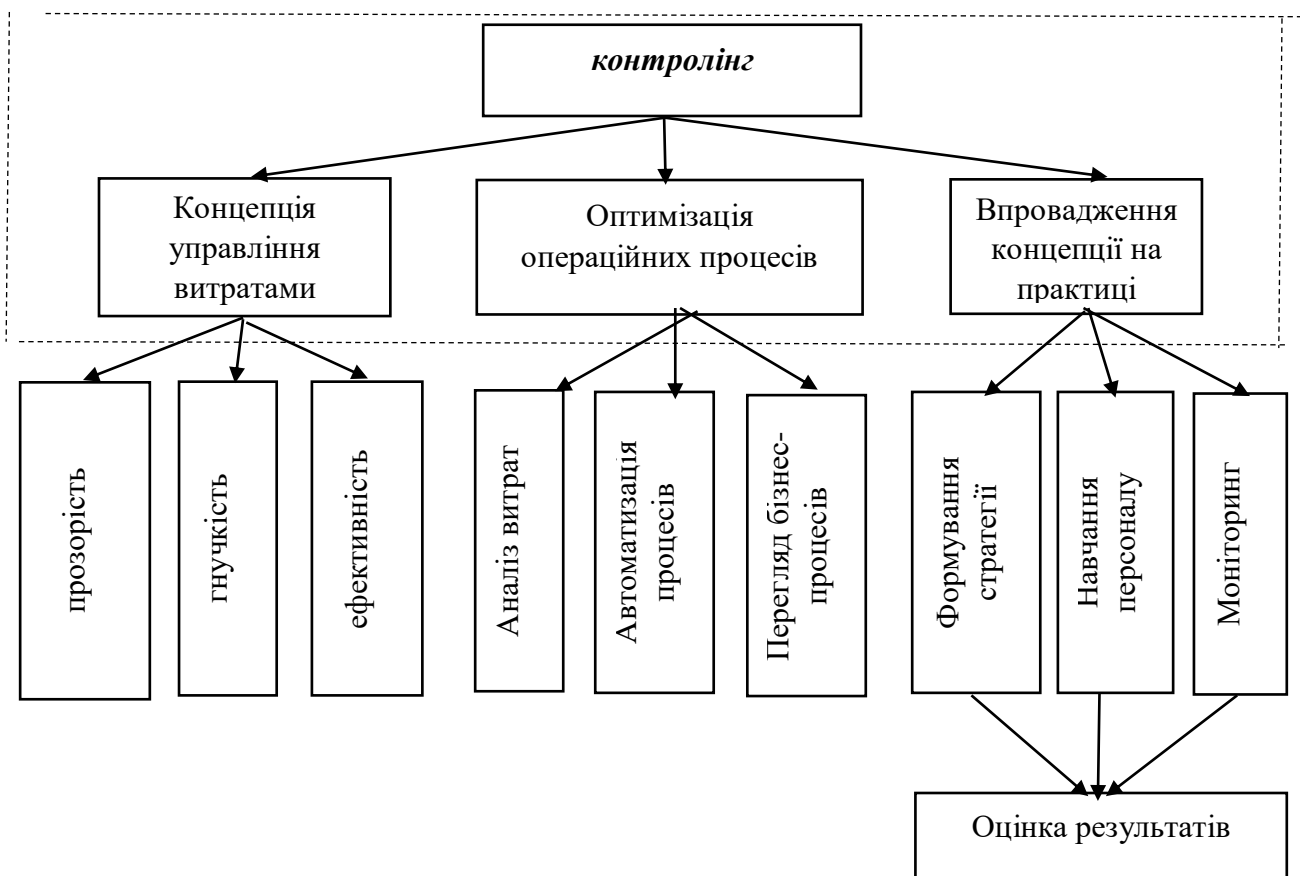 контролінг
Концепція
управління
витратами
Оптимізація
операційних процесів
Впровадження
концепції на
практиці
прозорість
гнучкість
ефективність
Аналіз витрат
Автоматизація
процесів
Перегляд бізнес-
процесів
Формування
стратегії
Навчання
персоналу
Моніторинг
Оцінка результатів